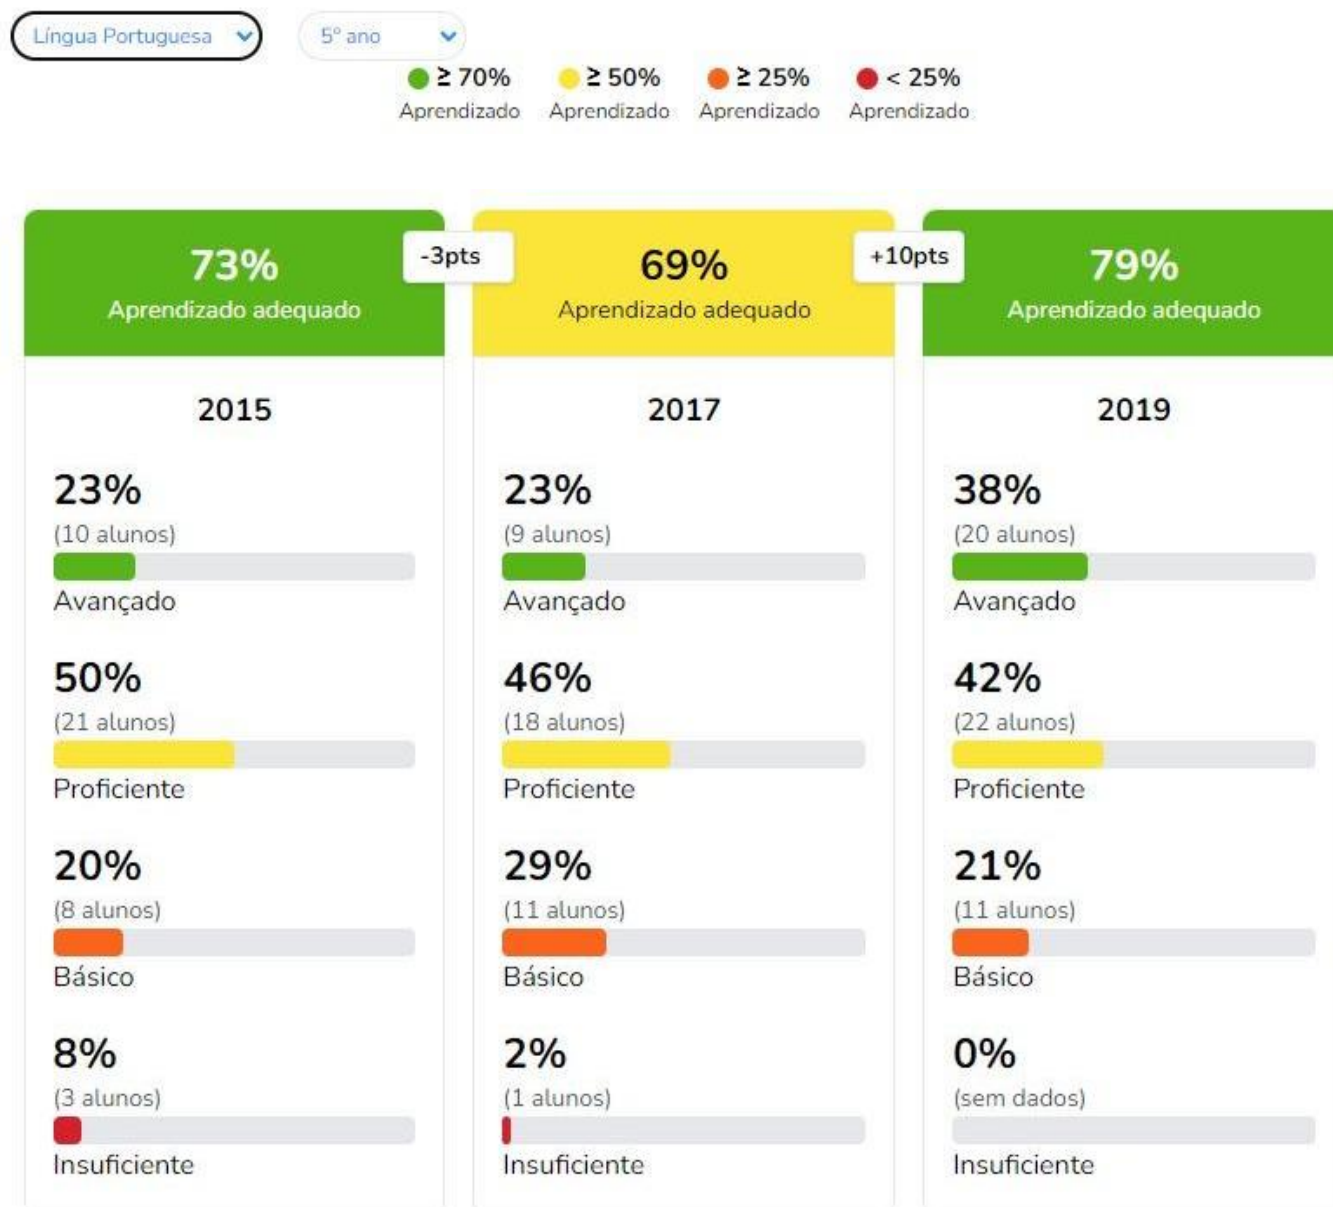 Língua Portuguesa 5º ano
≥ 70% ≥ 50% ≥ 25% < 25%
Aprendizado Aprendizado Aprendizado Aprendizado
73% -3pts 69% +10pts 79%
Aprendizado adequado Aprendizado adequado Aprendizado adequado
2015 2017 2019
23% 23% 38%
(10 alunos) (9 alunos) (20 alunos)
Avançado Avançado Avançado
50% 46% 42%
(21 alunos) (18 alunos) (22 alunos)
Proficiente Proficiente Proficiente
20% 29% 21%
(8 alunos) (11 alunos) (11 alunos)
Básico Básico Básico
8% 2% 0%
(3 alunos) (1 alunos) (sem dados)
Insuficiente Insuficiente Insuficiente